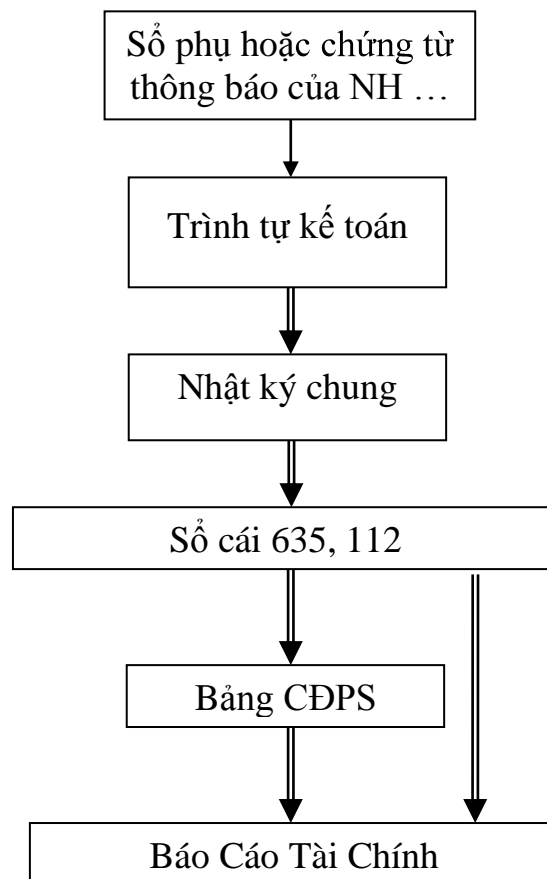 Sổ phụ hoặc chứng từ
thông báo của NH …
Trình tự kế toán
Nhật ký chung
Sổ cái 635, 112
Bảng CĐPS
Báo Cáo Tài Chính